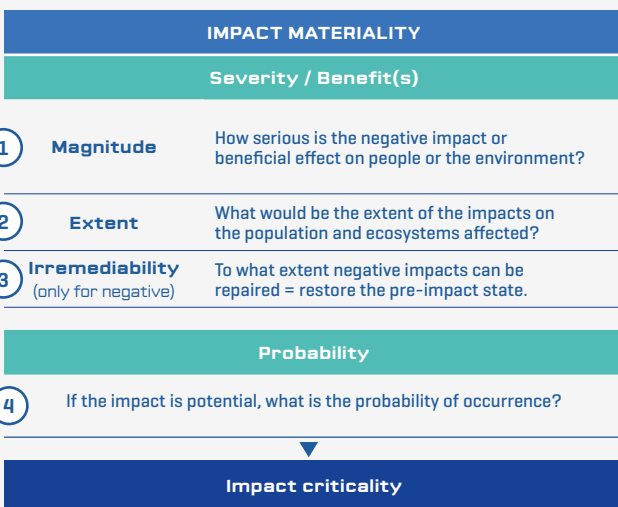 IMPACT MATERIALITY
Severity / Benefit(s)
1 Magnitude
How serious is the negative impact or
beneficial effect on people or the environment?
2 Extent
What would be the extent of the impacts on
the population and ecosystems affected?
3 Irremediability
(only for negative)
To what extent negative impacts can be
repaired = restore the pre-impact state.
Probability
4 If the impact is potential, what is the probability of occurrence?
Impact criticality